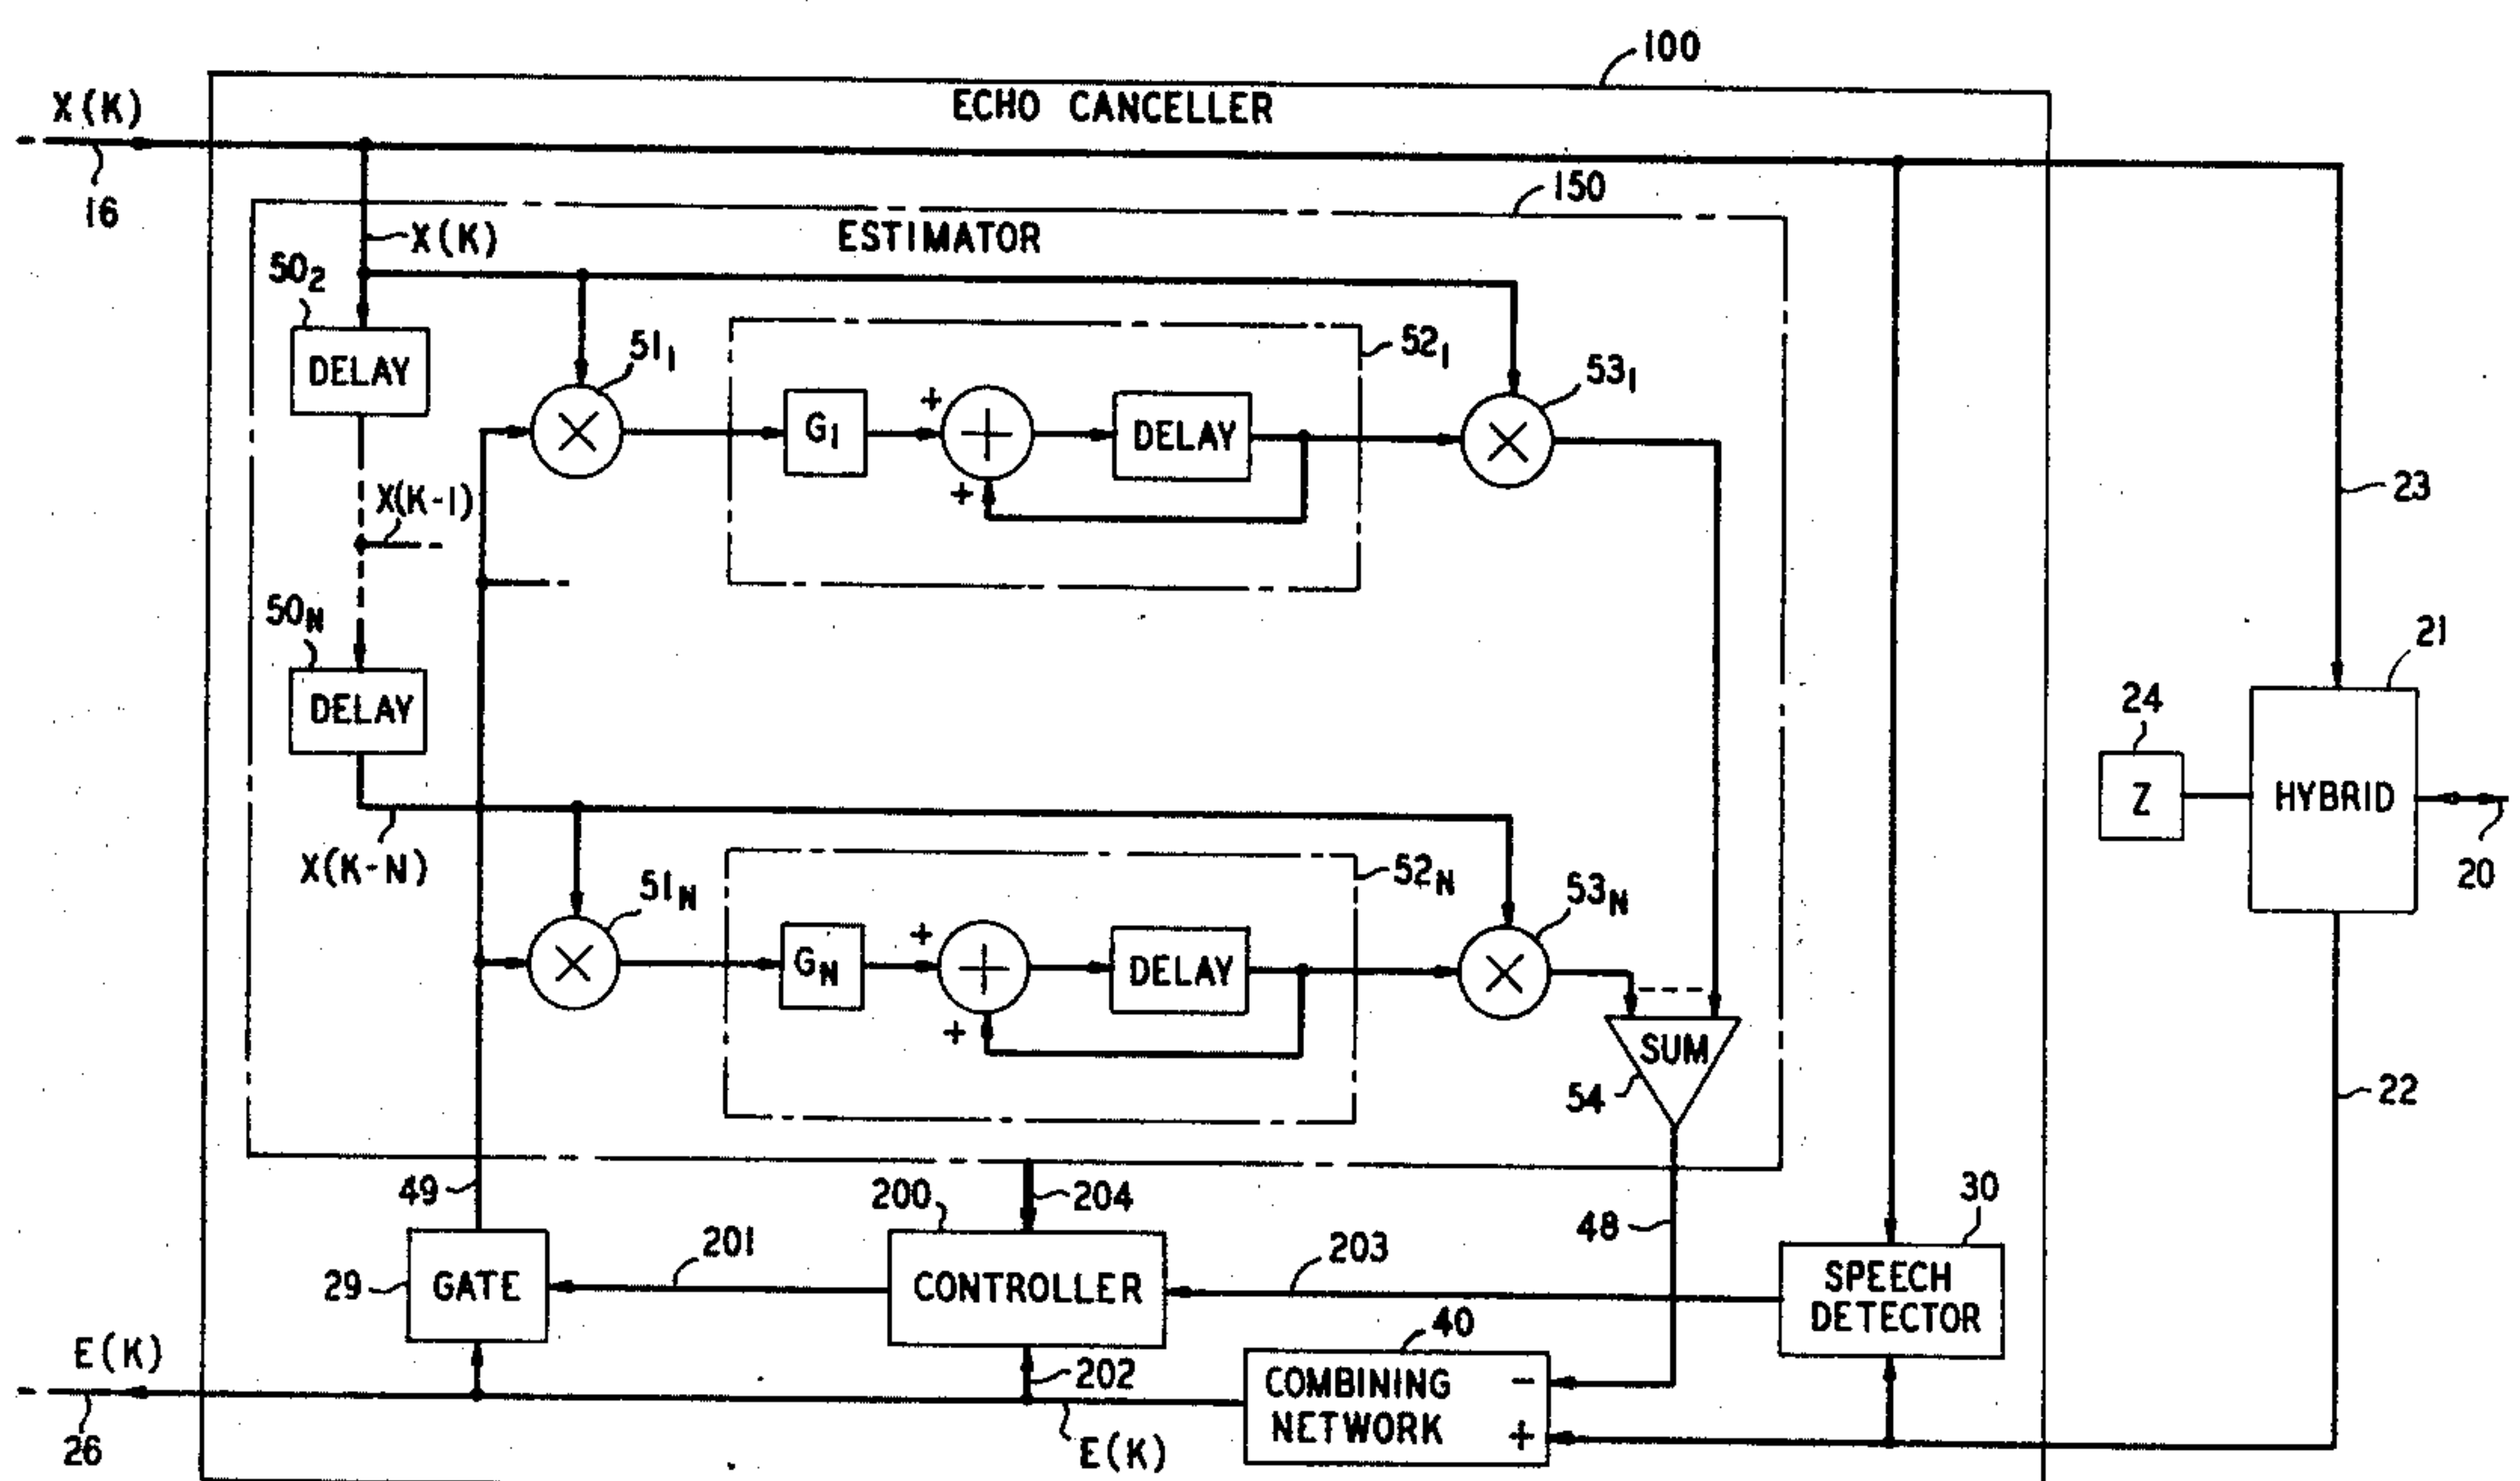 100
ECHO CANCELLER
X(K)
16
150
ESTIMATOR
X(K)
50₂
DELAY
51₁
52₁
53₁
G₁
+
+
DELAY
X(K-1)
23
50N
DELAY
21
24
Z
HYBRID
20
X(K-N)
51N
52N
53N
GN
+
+
DELAY
SUM
54
22
49
200
204
48
30
29
GATE
201
CONTROLLER
203
SPEECH
DETECTOR
40
E(K)
202
COMBINING
NETWORK
-
+
26
E(K)